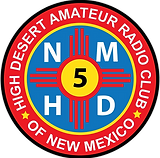 HIGH DESERT AMATEUR RADIO CLUB
N M
5
H D
OF NEW MEXICO